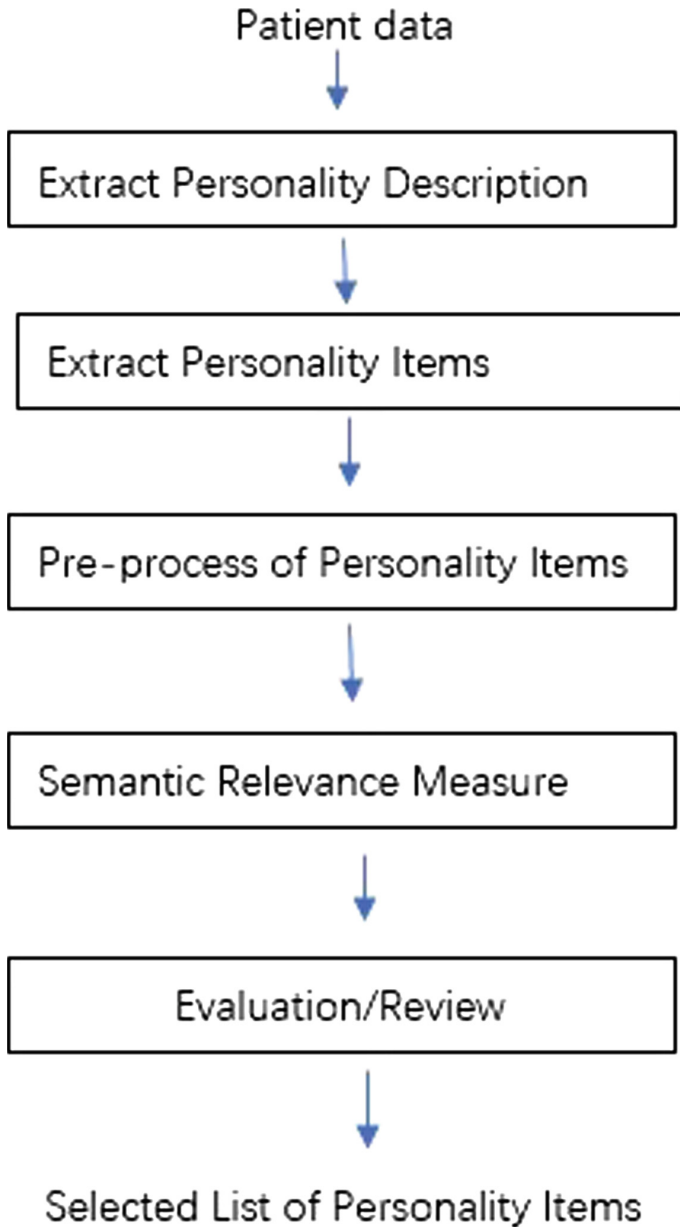 Patient data
Extract Personality Description
Extract Personality Items
Pre-process of Personality Items
Semantic Relevance Measure
Evaluation/Review
Selected List of Personality Items